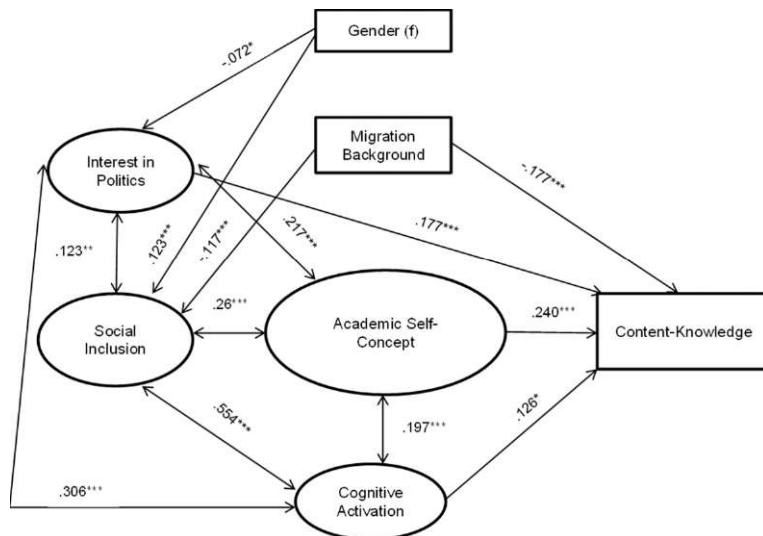 Gender (f)
-.072*
Migration
Background
Interest in
Politics
-.177***
.177***
.217***
.123**
.123***
-.117***
.26***
Social
Inclusion
Academic Self-
Concept
.240***
Content-Knowledge
.554***
.197***
.126*
.306***
Cognitive
Activation